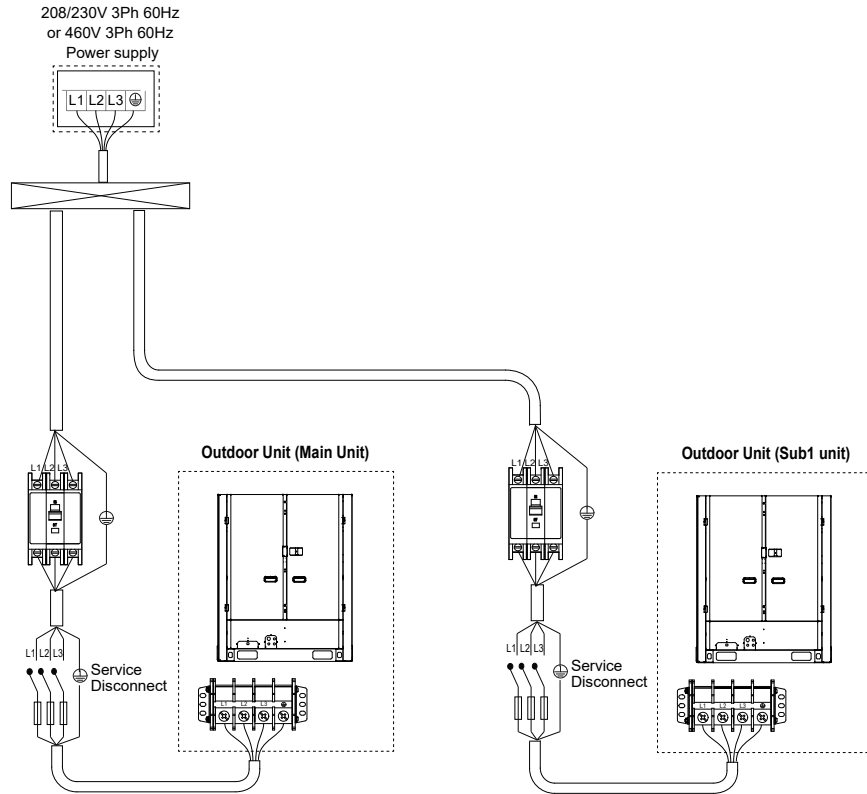 208/230V 3Ph 60Hz
or 460V 3Ph 60Hz
Power supply
L1 L2 L3
Outdoor Unit (Main Unit)
Outdoor Unit (Sub1 unit)
L1 L2 L3
L1 L2 L3
L1 L2 L3
Service
Disconnect
L1 L2 L3
Service
Disconnect
L1 L2 L3
L1 L2 L3